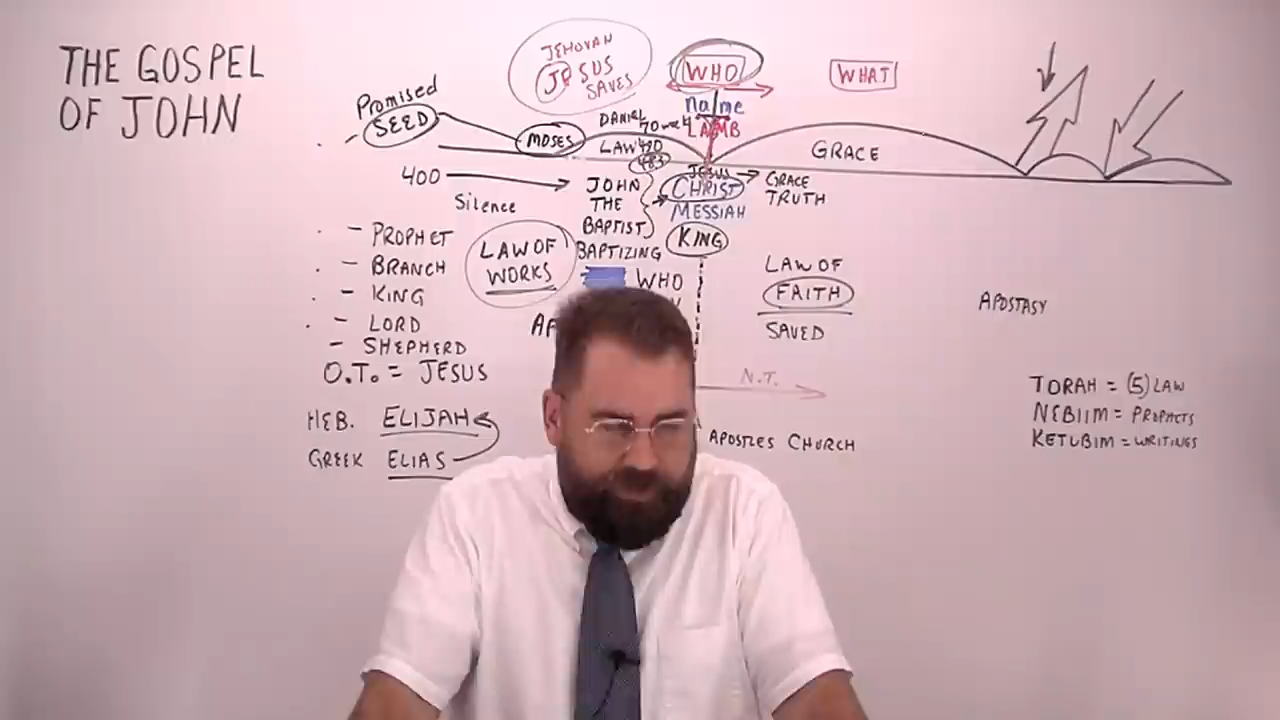 THE GOSPEL
OF JOHN
JEHOVAH
JESUS
SAVES
WHO
WHAT
name
LAMB
Promised
SEED
MOSES
DANIEL
LAW
483
GRACE
400
Silence
JOHN
THE
BAPTIST
BAPTIZING
WHO
JESUS
CHRIST
MESSIAH
KING
GRACE
TRUTH
- PROPHET
- BRANCH
- KING
- LORD
- SHEPHERD
O.T. = JESUS
LAW OF
WORKS
HEB. ELIJAH
GREEK ELIAS
LAW OF
FAITH
SAVED
N.T.
APOSTLES CHURCH
APOSTASY
TORAH = (5) LAW
NEBIIM = PROPHETS
KETUBIM = WRITINGS